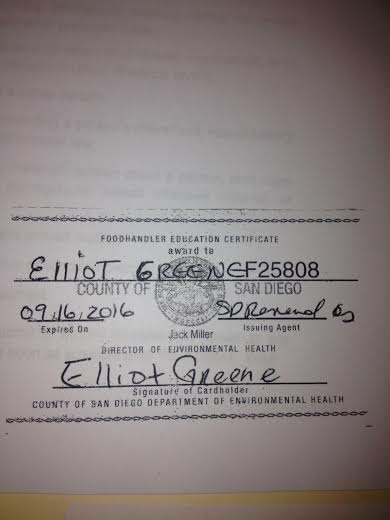 FOODHANDLER EDUCATION CERTIFICATE
award to
Elliot GREENE F25808
COUNTY OF SAN DIEGO
09.16.2016
Expires On Jack Miller Issuing Agent
DIRECTOR OF ENVIRONMENTAL HEALTH
Elliot Greene
Signature of Cardholder
COUNTY OF SAN DIEGO DEPARTMENT OF ENVIRONMENTAL HEALTH